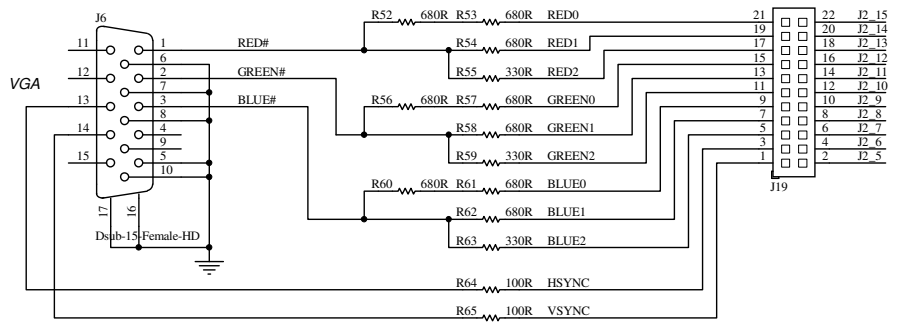 J6
VGA
11
12
13
14
15
1
6
2
7
3
8
4
9
5
10
17
16
Dsub-15-Female-HD
RED#
GREEN#
BLUE#
R52 680R R53 680R RED0
R54 680R RED1
R55 330R RED2
R56 680R R57 680R GREEN0
R58 680R GREEN1
R59 330R GREEN2
R60 680R R61 680R BLUE0
R62 680R BLUE1
R63 330R BLUE2
R64 100R HSYNC
R65 100R VSYNC
21 22 J2_15
19 20 J2_14
17 18 J2_13
15 16 J2_12
13 14 J2_11
11 12 J2_10
9 10 J2_9
7 8 J2_8
5 6 J2_7
3 4 J2_6
1 2 J2_5
J19